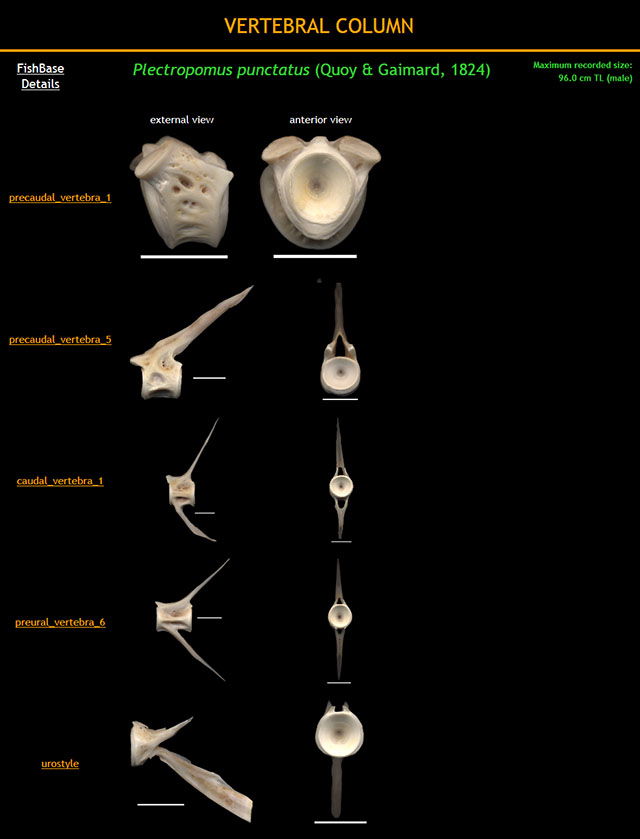 VERTEBRAL COLUMN
FishBase
Details
Plectropomus punctatus (Quoy & Gaimard, 1824)
Maximum recorded size:
96.0 cm TL (male)
external view
anterior view
precaudal_vertebra_1
precaudal_vertebra_5
caudal_vertebra_1
preural_vertebra_6
urostyle